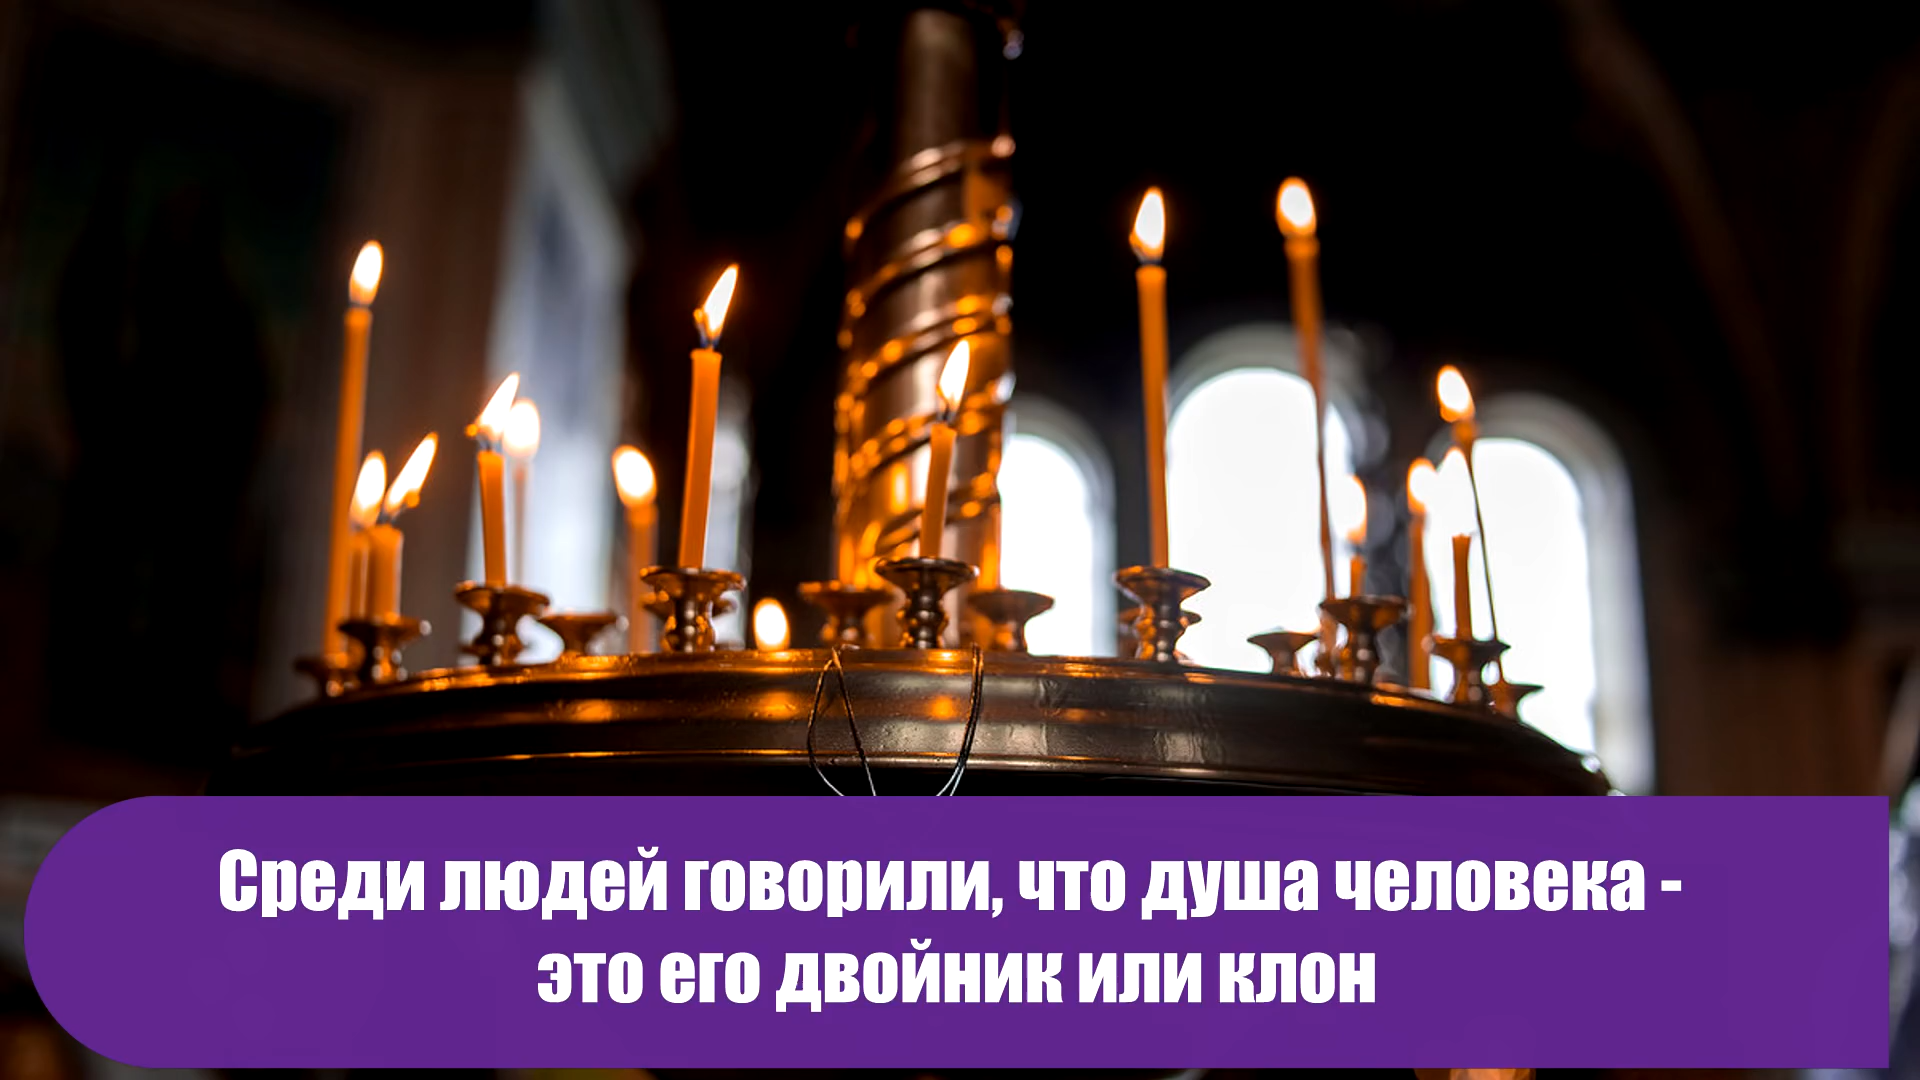 Среди людей говорили, что душа человека -
это его двойник или клон